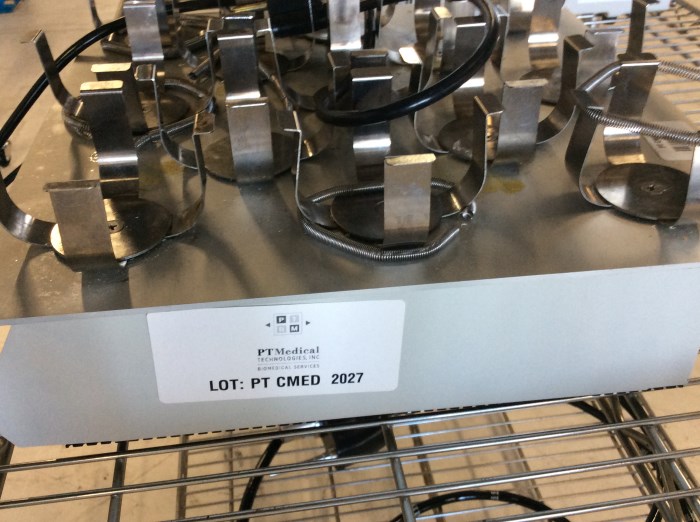 P T
M
PTMedical
TECHNOLOGIES, INC
BIOMEDICAL SERVICES
LOT: PT CMED 2027